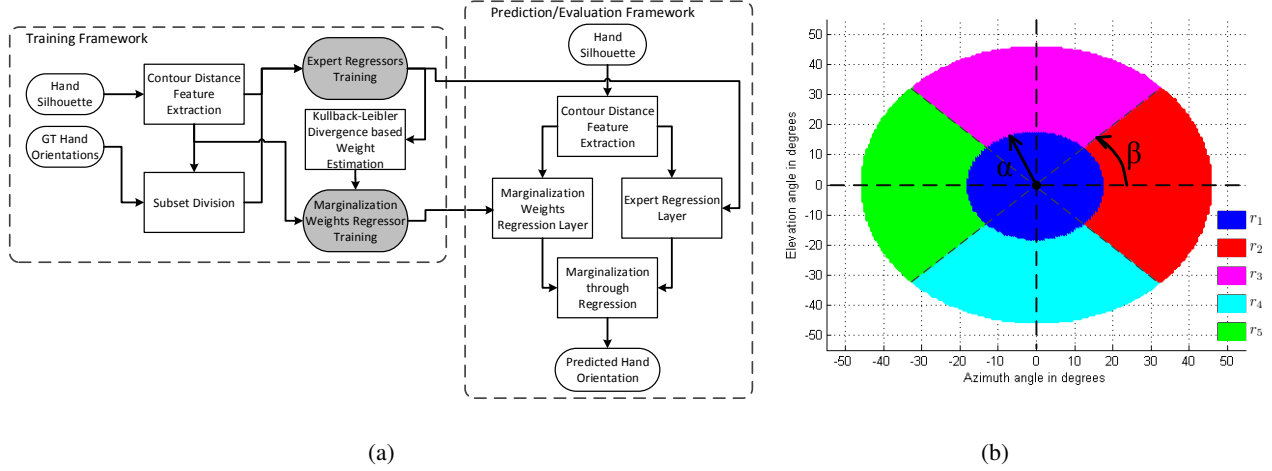 Training Framework
Hand
Silhouette
GT Hand
Orientations
Contour Distance
Feature
Extraction
Subset Division
Expert Regressors
Training
Kullback-Leibler
Divergence based
Weight
Estimation
Marginalization
Weights Regressor
Training
Prediction/Evaluation Framework
Hand
Silhouette
Contour Distance
Feature
Extraction
Marginalization
Weights
Regression Layer
Expert Regression
Layer
Marginalization
through
Regression
Predicted Hand
Orientation
(a)
Elevation angle in degrees
50
40
30
20
10
0
-10
-20
-30
-40
-50
α
β
r1
r2
r3
r4
r5
-50 -40 -30 -20 -10 0 10 20 30 40 50
Azimuth angle in degrees
(b)